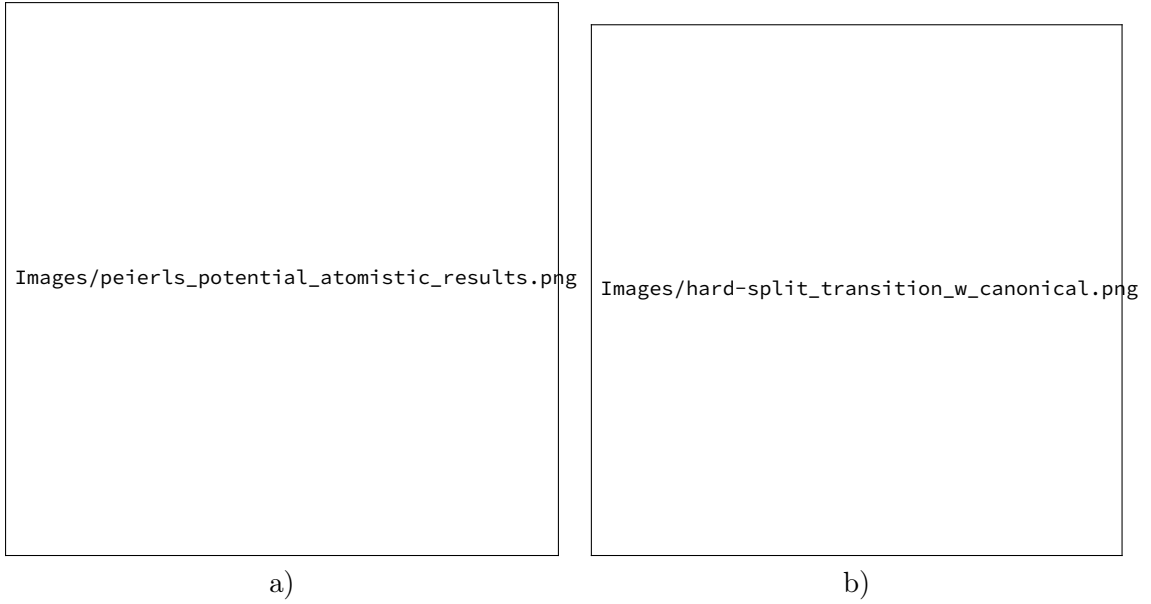 Images/peierls_potential_atomistic_results.png
Images/hard-split_transition_w_canonical.png
a)
b)